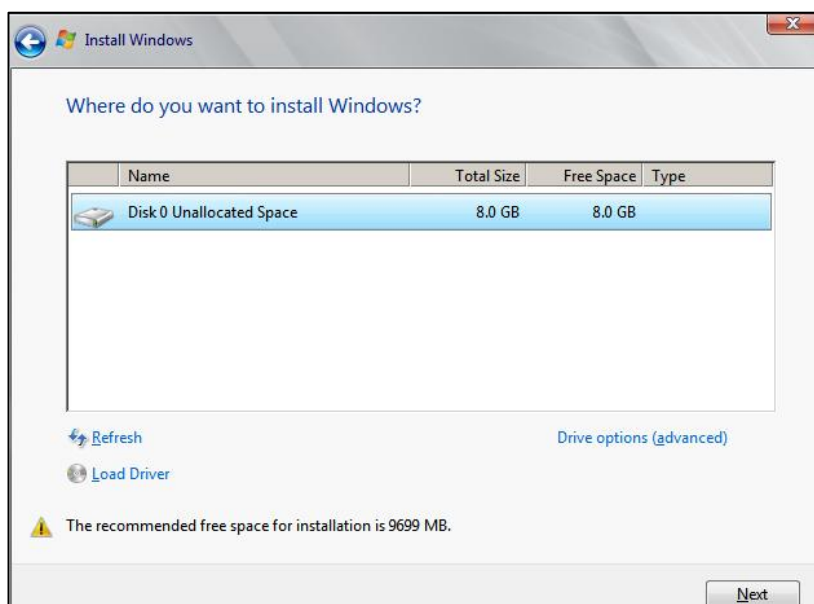 Install Windows
Where do you want to install Windows?
Name Total Size Free Space Type
Disk 0 Unallocated Space 8.0 GB 8.0 GB
Refresh Drive options (advanced)
Load Driver
The recommended free space for installation is 9699 MB.
Next